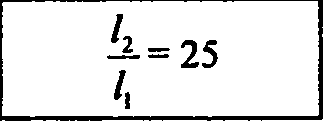 l₂/l₁ = 25